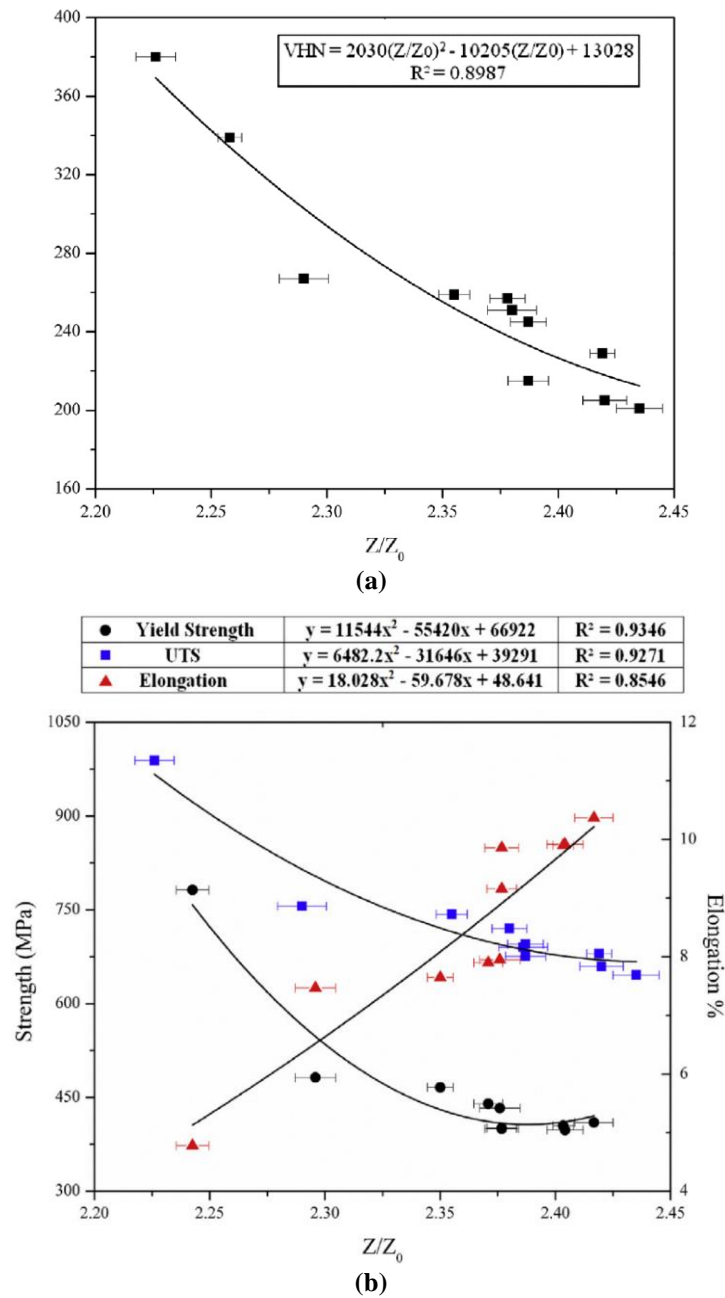 400
360
320
280
240
200
160
VHN = 2030(Z/Zo)² - 10205(Z/Z0) + 13028
R² = 0.8987
2.20 2.25 2.30 2.35 2.40 2.45
Z/Z₀
(a)
Yield Strength y = 11544x² - 55420x + 66922 R² = 0.9346
UTS y = 6482.2x² - 31646x + 39291 R² = 0.9271
Elongation y = 18.028x² - 59.678x + 48.641 R² = 0.8546
1050
900
750
600
450
300
Strength (MPa)
12
10
8
6
4
Elongation %
2.20 2.25 2.30 2.35 2.40 2.45
Z/Z₀
(b)